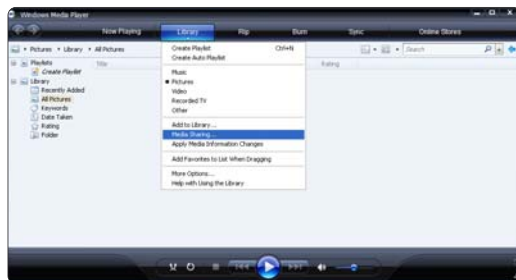 Windows Media Player
Now Playing Library Rip Burn Sync Online Stores
Pictures Library All Pictures Search
Playlists
Create Playlist
Library
Recently Added
All Pictures
Keywords
Date Taken
Rating
Folder
Title Rating
Create Playlist Ctrl+N
Create Auto Playlist
Music
Pictures
Video
Recorded TV
Other
Add to Library...
Media Sharing...
Apply Media Information Changes
Add Favorites to List When Dragging
More Options...
Help with Using the Library